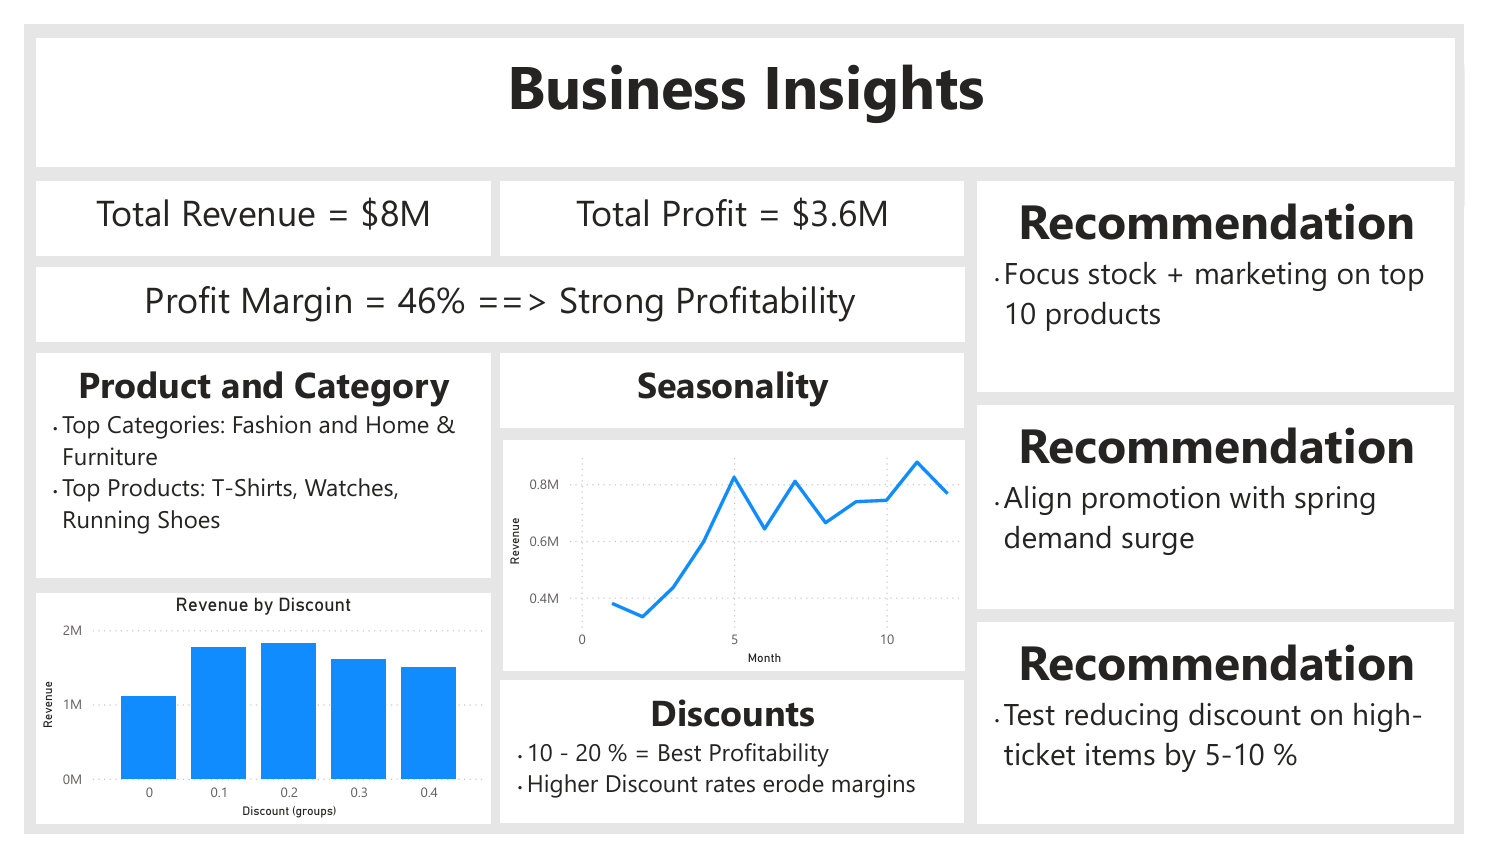 Business Insights
Total Revenue = $8M
Total Profit = $3.6M
Profit Margin = 46% ==> Strong Profitability
Product and Category
• Top Categories: Fashion and Home &
Furniture
• Top Products: T-Shirts, Watches,
Running Shoes
Seasonality
0.8M
0.6M
0.4M
Revenue
0
5
10
Month
Revenue by Discount
2M
1M
0M
Revenue
0
0.1
0.2
0.3
0.4
Discount (groups)
Discounts
• 10 - 20 % = Best Profitability
• Higher Discount rates erode margins
Recommendation
• Focus stock + marketing on top
10 products
Recommendation
• Align promotion with spring
demand surge
Recommendation
• Test reducing discount on high-
ticket items by 5-10 %